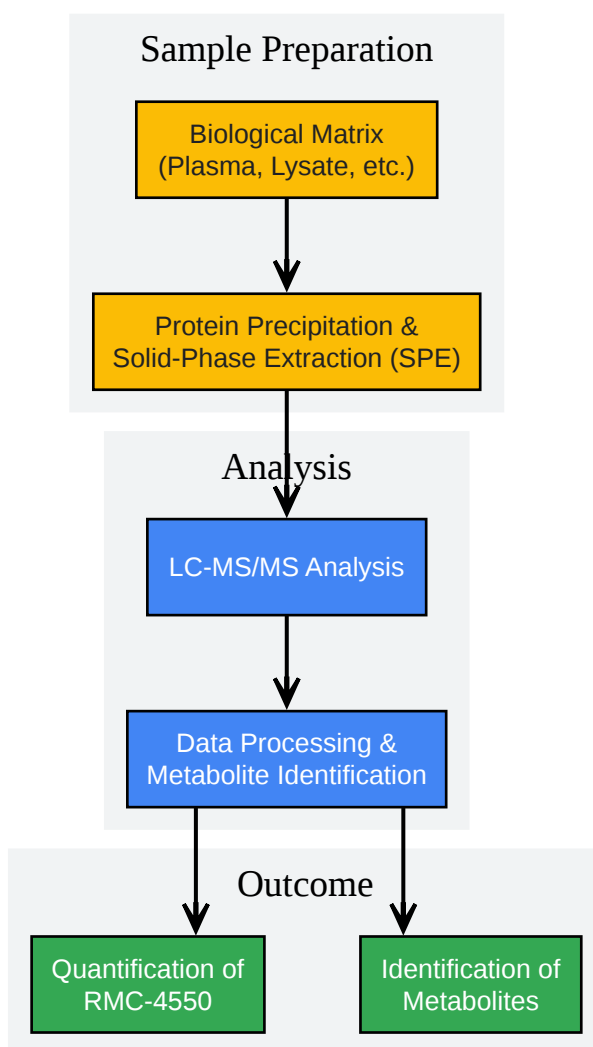 Sample Preparation
Biological Matrix
(Plasma, Lysate, etc.)
Protein Precipitation &
Solid-Phase Extraction (SPE)
Analysis
LC-MS/MS Analysis
Data Processing &
Metabolite Identification
Outcome
Quantification of
RMC-4550
Identification of
Metabolites